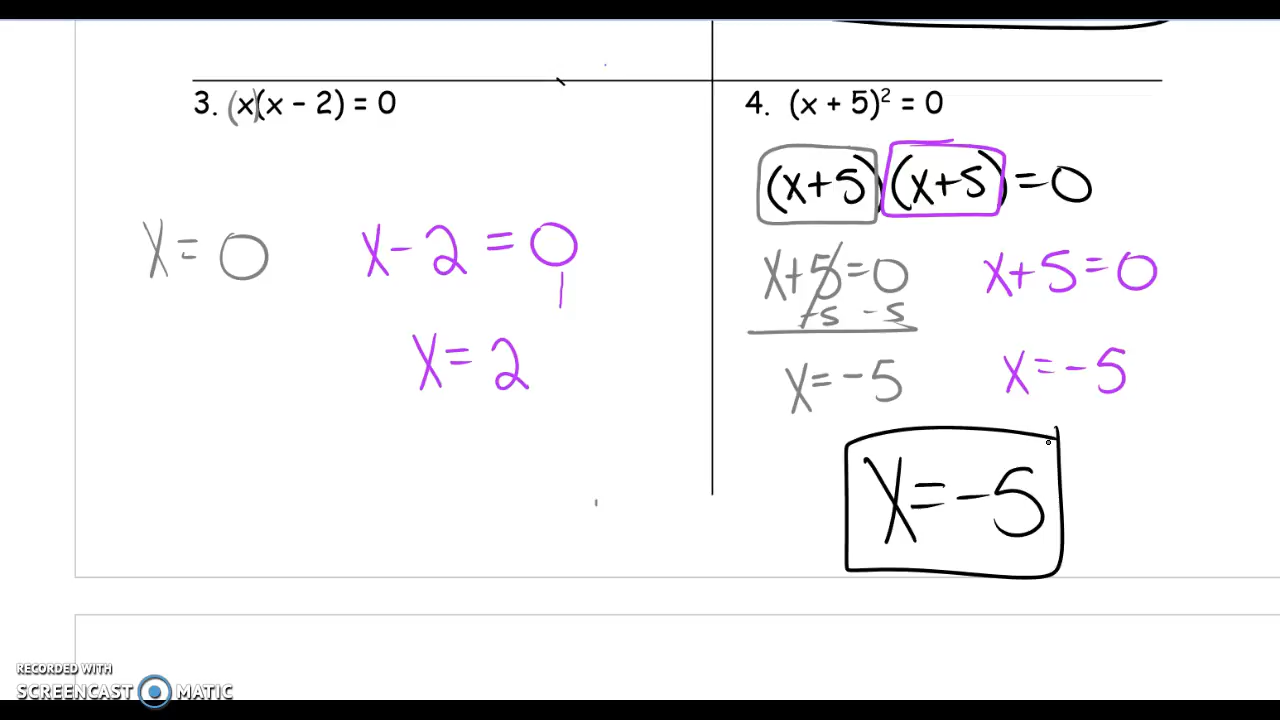 3. (x)(x - 2) = 0
x = 0
x - 2 = 0
x = 2
4. (x + 5)² = 0
(x+5)(x+5)=0
x+5=0
-5 -5
x=-5
x+5=0
x=-5
x=-5
RECORDED WITH
SCREENCAST MATIC